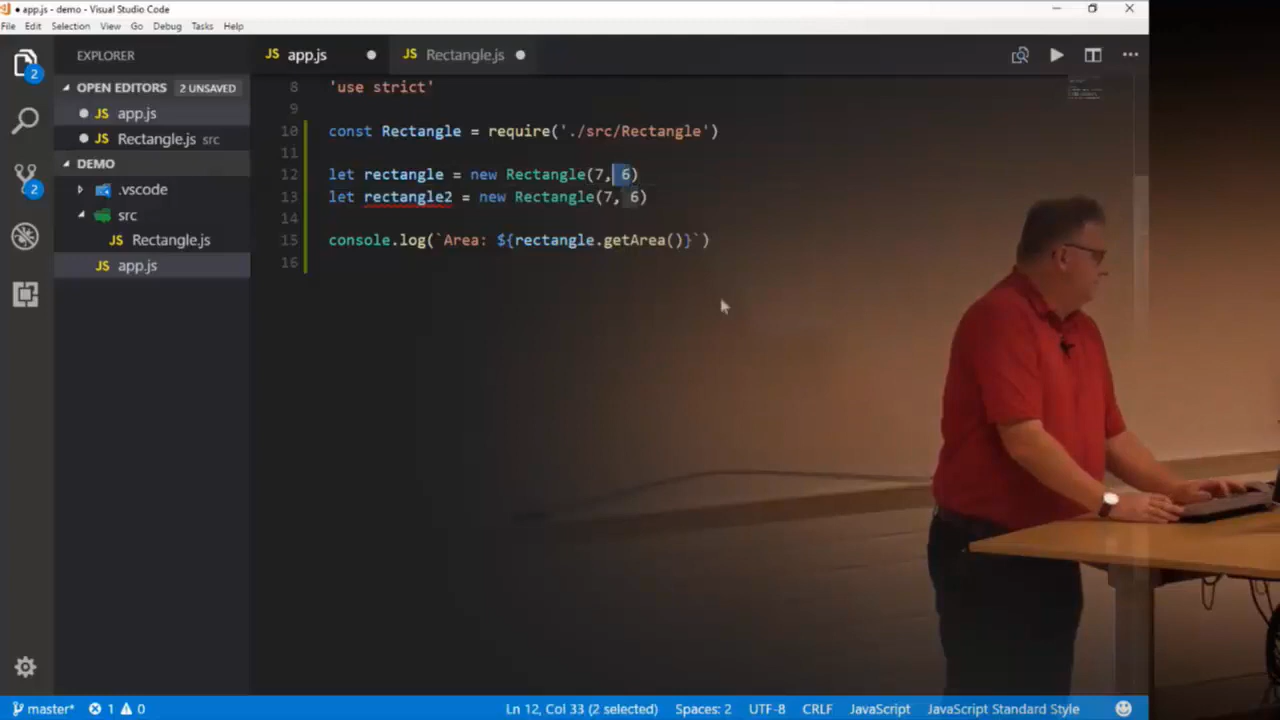 ● app.js - demo - Visual Studio Code
File Edit Selection View Go Debug Tasks Help
EXPLORER
JS app.js
JS Rectangle.js
2
OPEN EDITORS 2 UNSAVED
JS app.js
JS Rectangle.js src
DEMO
.vscode
src
JS Rectangle.js
JS app.js
2
8 'use strict'
9
10 const Rectangle = require('./src/Rectangle')
11
12 let rectangle = new Rectangle(7, 6)
13 let rectangle2 = new Rectangle(7, 6)
14
15 console.log(`Area: ${rectangle.getArea()}`)
16
master* 1 0 Ln 12, Col 33 (2 selected) Spaces: 2 UTF-8 CRLF JavaScript JavaScript Standard Style